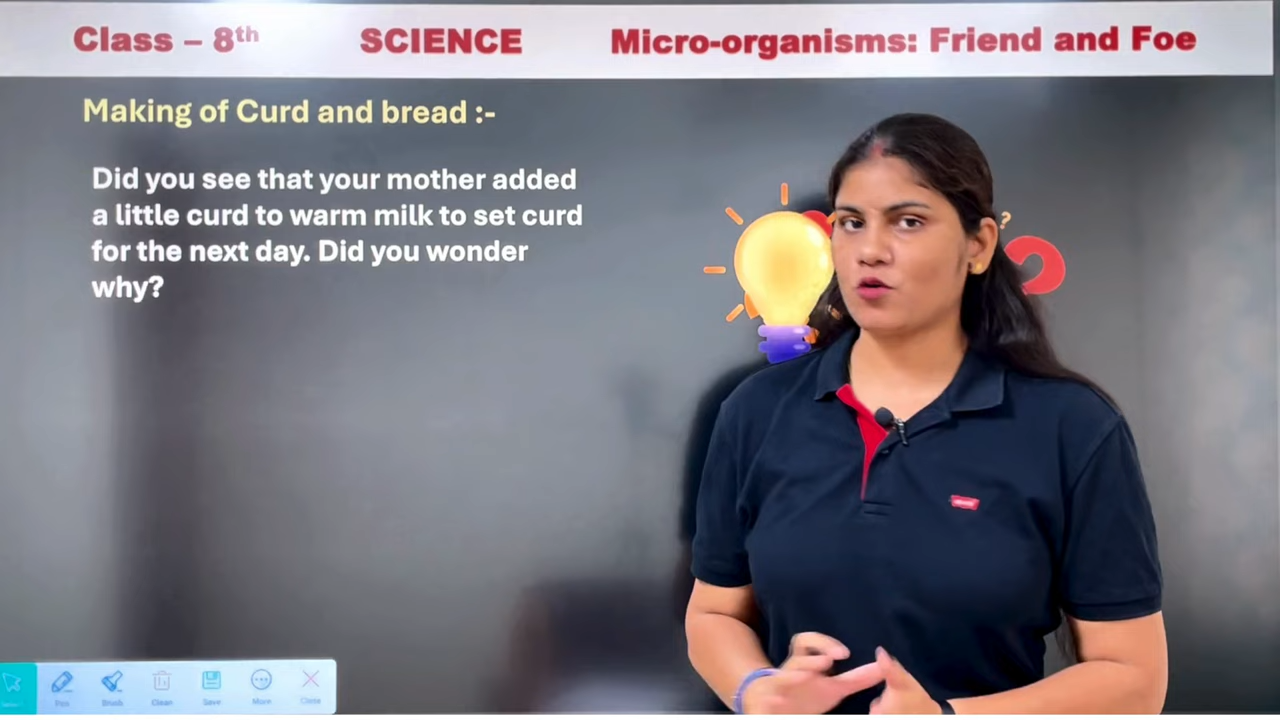 Class – 8th SCIENCE Micro-organisms: Friend and Foe
Making of Curd and bread :-
Did you see that your mother added
a little curd to warm milk to set curd
for the next day. Did you wonder
why?
Pen Brush Clean Save More Close